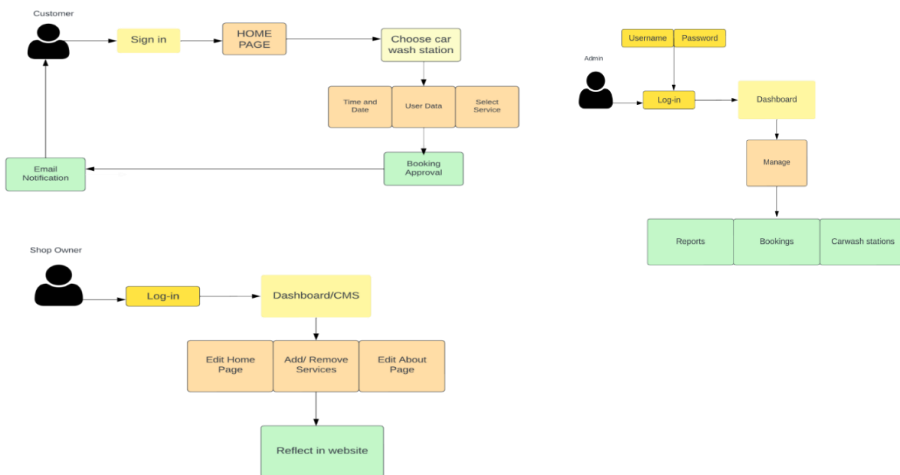 Customer
Sign in
HOME
PAGE
Choose car
wash station
Time and
Date
User Data
Select
Service
Booking
Approval
Email
Notification
Username
Password
Admin
Log-in
Dashboard
Manage
Reports
Bookings
Carwash stations
Shop Owner
Log-in
Dashboard/CMS
Edit Home
Page
Add/ Remove
Services
Edit About
Page
Reflect in website